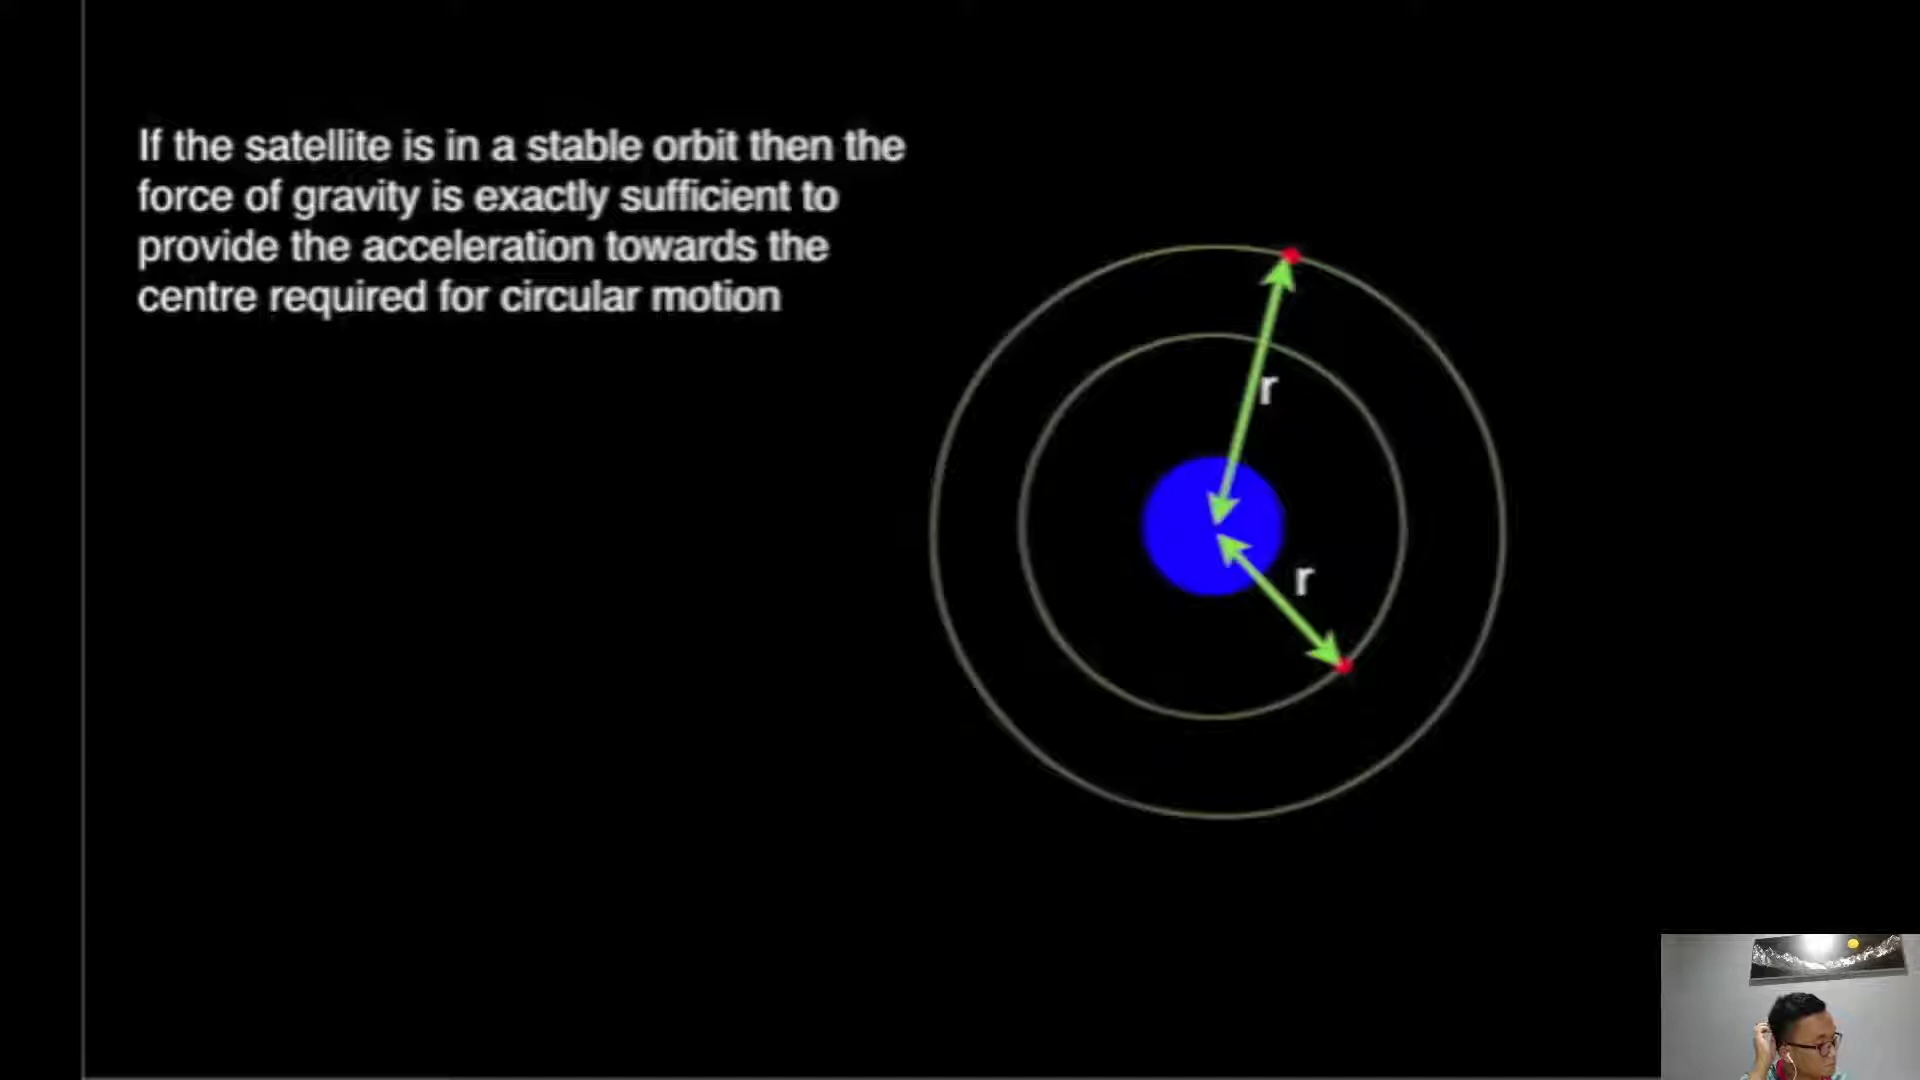 If the satellite is in a stable orbit then the
force of gravity is exactly sufficient to
provide the acceleration towards the
centre required for circular motion
r
r